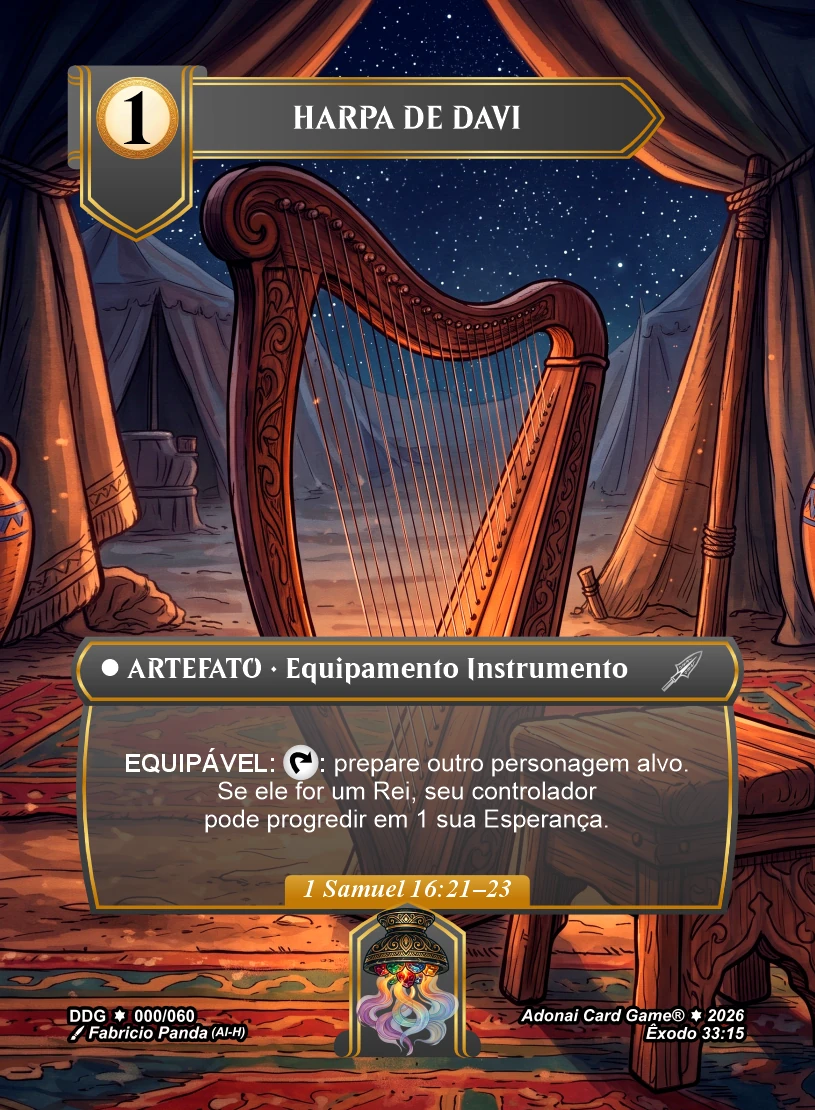 1
HARPA DE DAVI
ARTEFATO · Equipamento Instrumento
EQUIPÁVEL: : prepare outro personagem alvo.
Se ele for um Rei, seu controlador
pode progredir em 1 sua Esperança.
1 Samuel 16:21–23
DDG ✶ 000/060
Fabricio Panda (AI-H)
Adonai Card Game® ✶ 2026
Êxodo 33:15